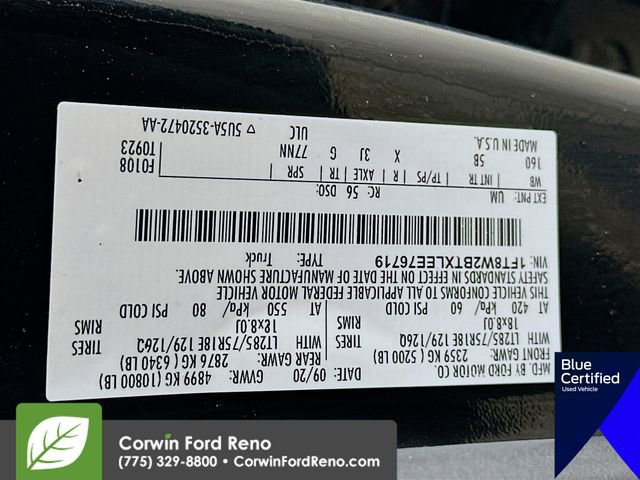 MFD. BY FORD MOTOR CO.
DATE: 09/20 GVWR: 4899 KG (10800 LB)
FRONT GAWR: 2359 KG ( 5200 LB) REAR GAWR: 2876 KG ( 6340 LB)
WITH LT285/75R18E 129/126Q TIRES WITH LT285/75R18E 129/126Q TIRES
18x8.0J RIMS 18x8.0J RIMS
AT 420 kPa/ 60 PSI COLD AT 550 kPa/ 80 PSI COLD
THIS VEHICLE CONFORMS TO ALL APPLICABLE FEDERAL MOTOR VEHICLE
SAFETY STANDARDS IN EFFECT ON THE DATE OF MANUFACTURE SHOWN ABOVE.
VIN: 1FT8W2BTXLEE76719 TYPE: Truck
EXT PNT: UM RC: 56 DSO: F0108
WB | INT TR | TP/PS | R | AXLE | TR | SPR T0923
160 5B X 3J G 77NN
MADE IN U.S.A. ULC
▽ 5U5A-3520472-AA
Blue
Certified
Used Vehicle
Corwin Ford Reno
(775) 329-8800 • CorwinFordReno.com